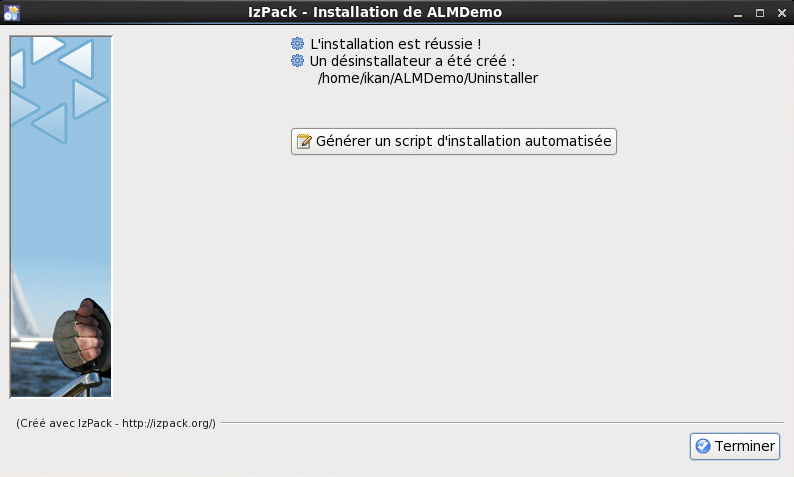 IzPack - Installation de ALMDemo
L'installation est réussie !
Un désinstallateur a été créé :
/home/ikan/ALMDemo/Uninstaller
Générer un script d'installation automatisée
(Créé avec IzPack - http://izpack.org/)
Terminer